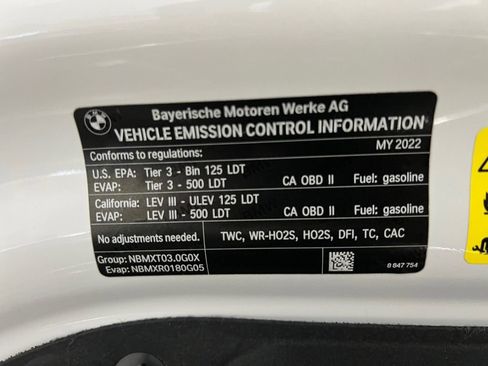 BMW
Bayerische Motoren Werke AG
VEHICLE EMISSION CONTROL INFORMATION
Conforms to regulations: MY 2022
U.S. EPA: Tier 3 - Bin 125 LDT
EVAP: Tier 3 - 500 LDT CA OBD II Fuel: gasoline
California: LEV III - ULEV 125 LDT
EVAP: LEV III - 500 LDT CA OBD II Fuel: gasoline
No adjustments needed. TWC, WR-HO2S, HO2S, DFI, TC, CAC
Group: NBMXT03.0G0X
Evap: NBMXR0180G05 8 847 754